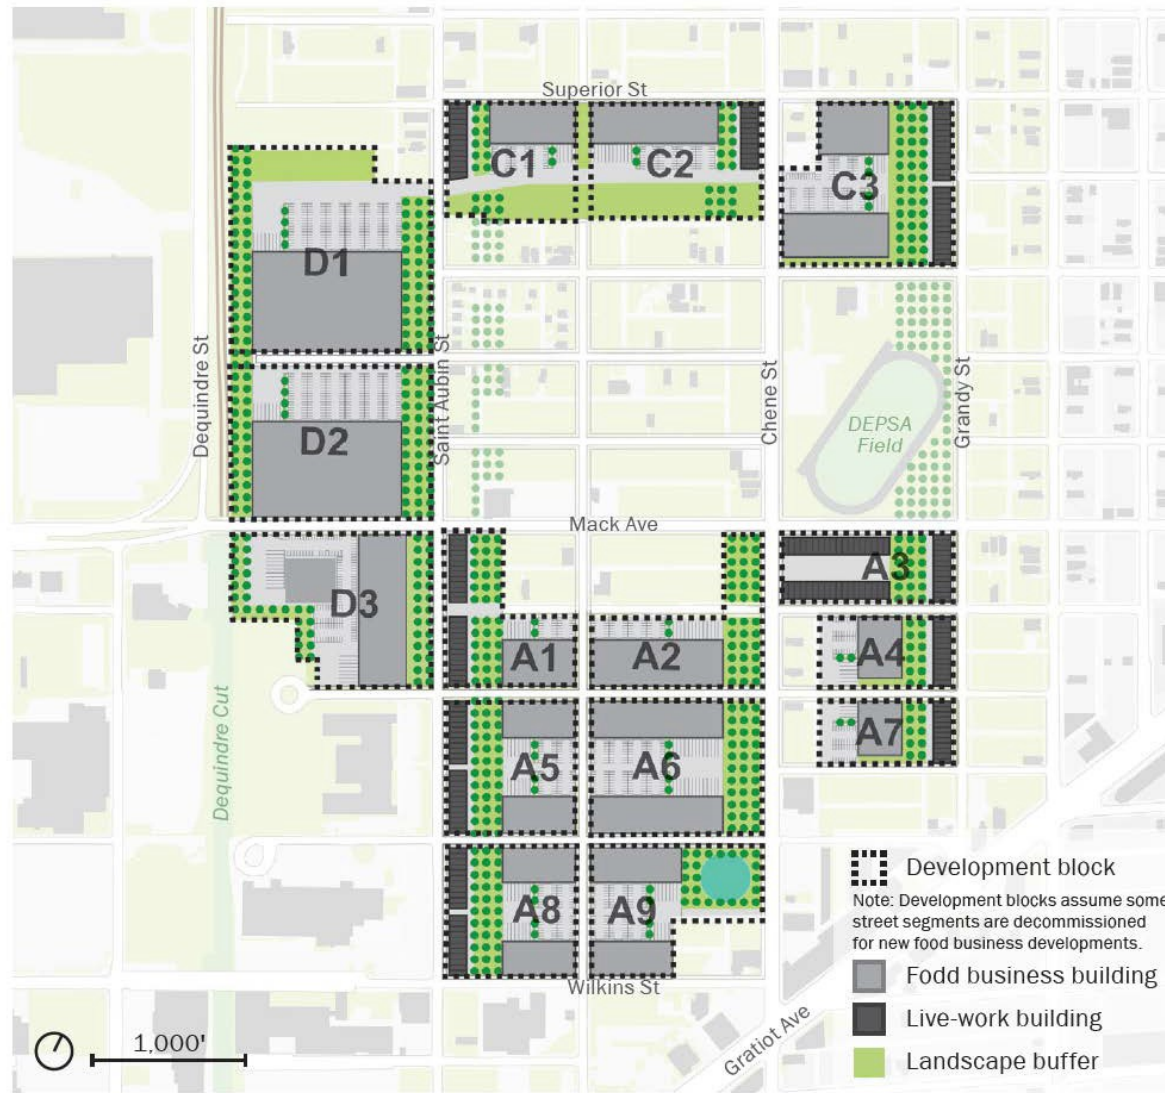 Superior St
C1
C2
C3
D1
Dequindre St
Saint Aubin St
Chene St
Grandy St
DEPSA
Field
D2
Mack Ave
D3
A3
A1
A2
A4
Dequindre Cut
A5
A6
A7
A8
A9
Wilkins St
Gratiot Ave
1,000'
Development block
Note: Development blocks assume some
street segments are decommissioned
for new food business developments.
Fodd business building
Live-work building
Landscape buffer